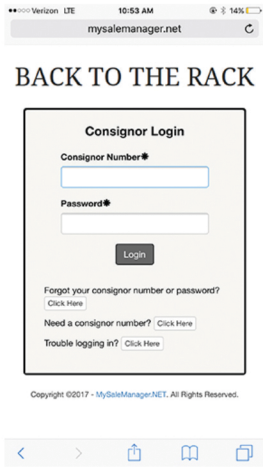 Verizon LTE 10:53 AM 14%
mysalemanager.net
BACK TO THE RACK
Consignor Login
Consignor Number✹
Password✹
Login
Forgot your consignor number or password?
Click Here
Need a consignor number? Click Here
Trouble logging in? Click Here
Copyright ©2017 - MySaleManager.NET. All Rights Reserved.